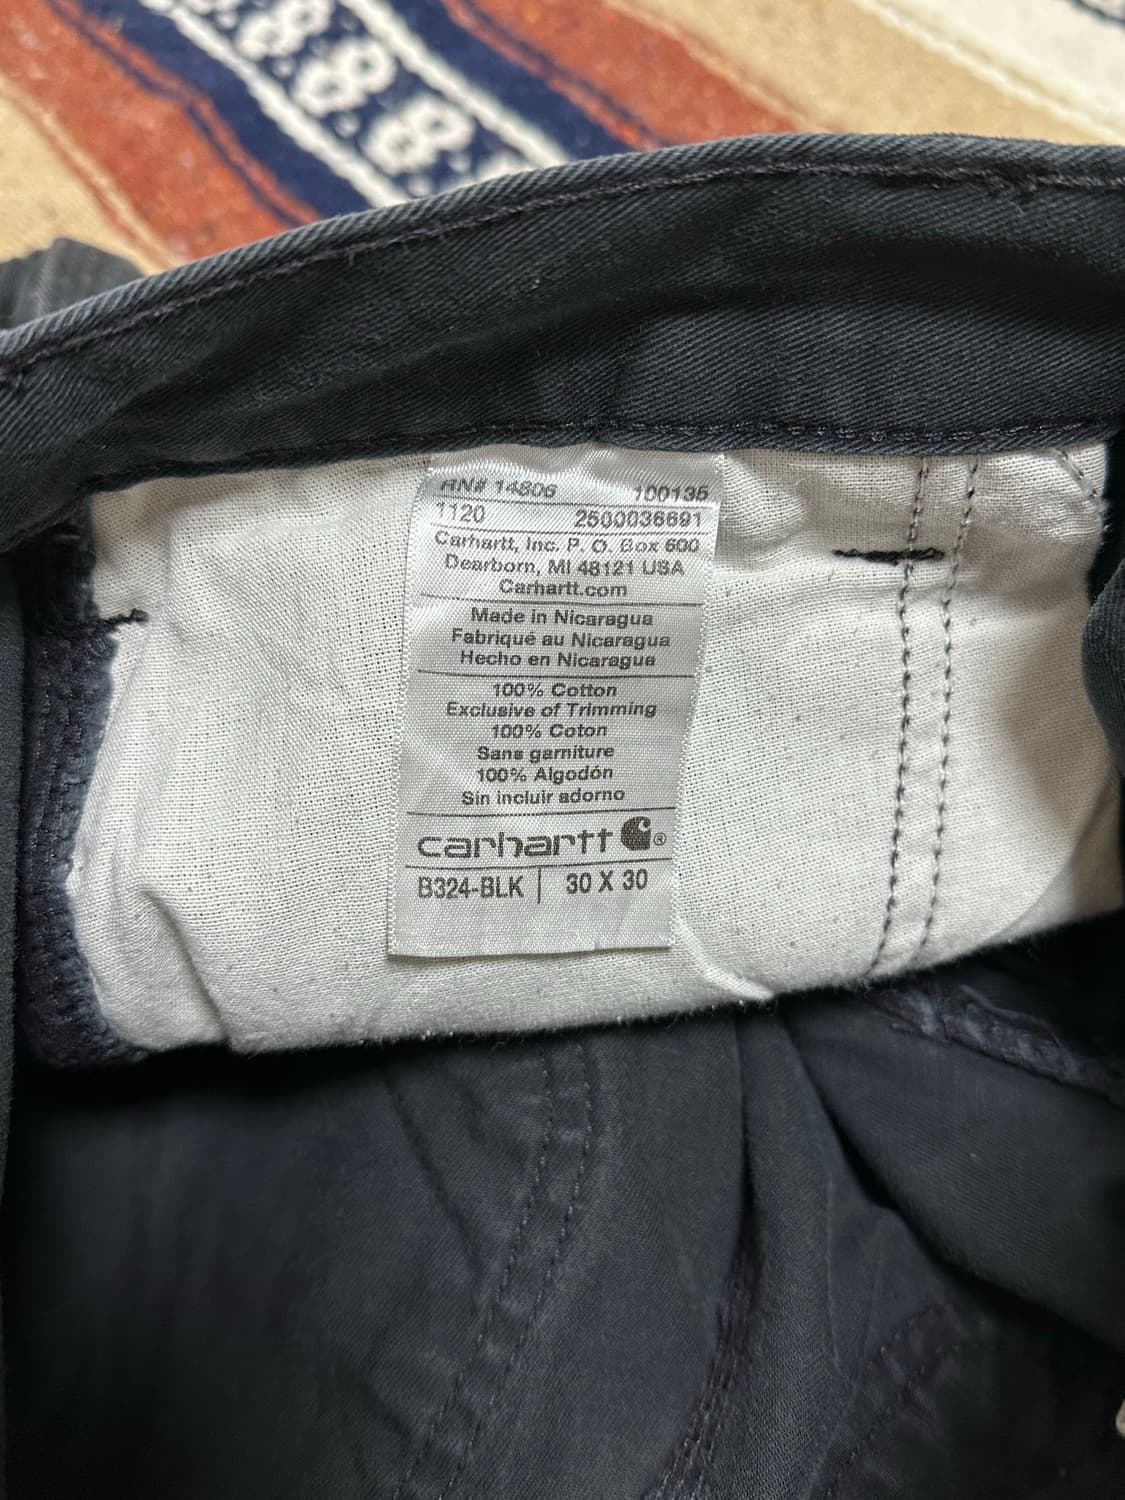 RN# 14806 100135
1120 2500036691
Carhartt, Inc. P. O. Box 600
Dearborn, MI 48121 USA
Carhartt.com
Made in Nicaragua
Fabriqué au Nicaragua
Hecho en Nicaragua
100% Cotton
Exclusive of Trimming
100% Coton
Sans garniture
100% Algodón
Sin incluir adorno
carhartt ®
B324-BLK | 30 X 30